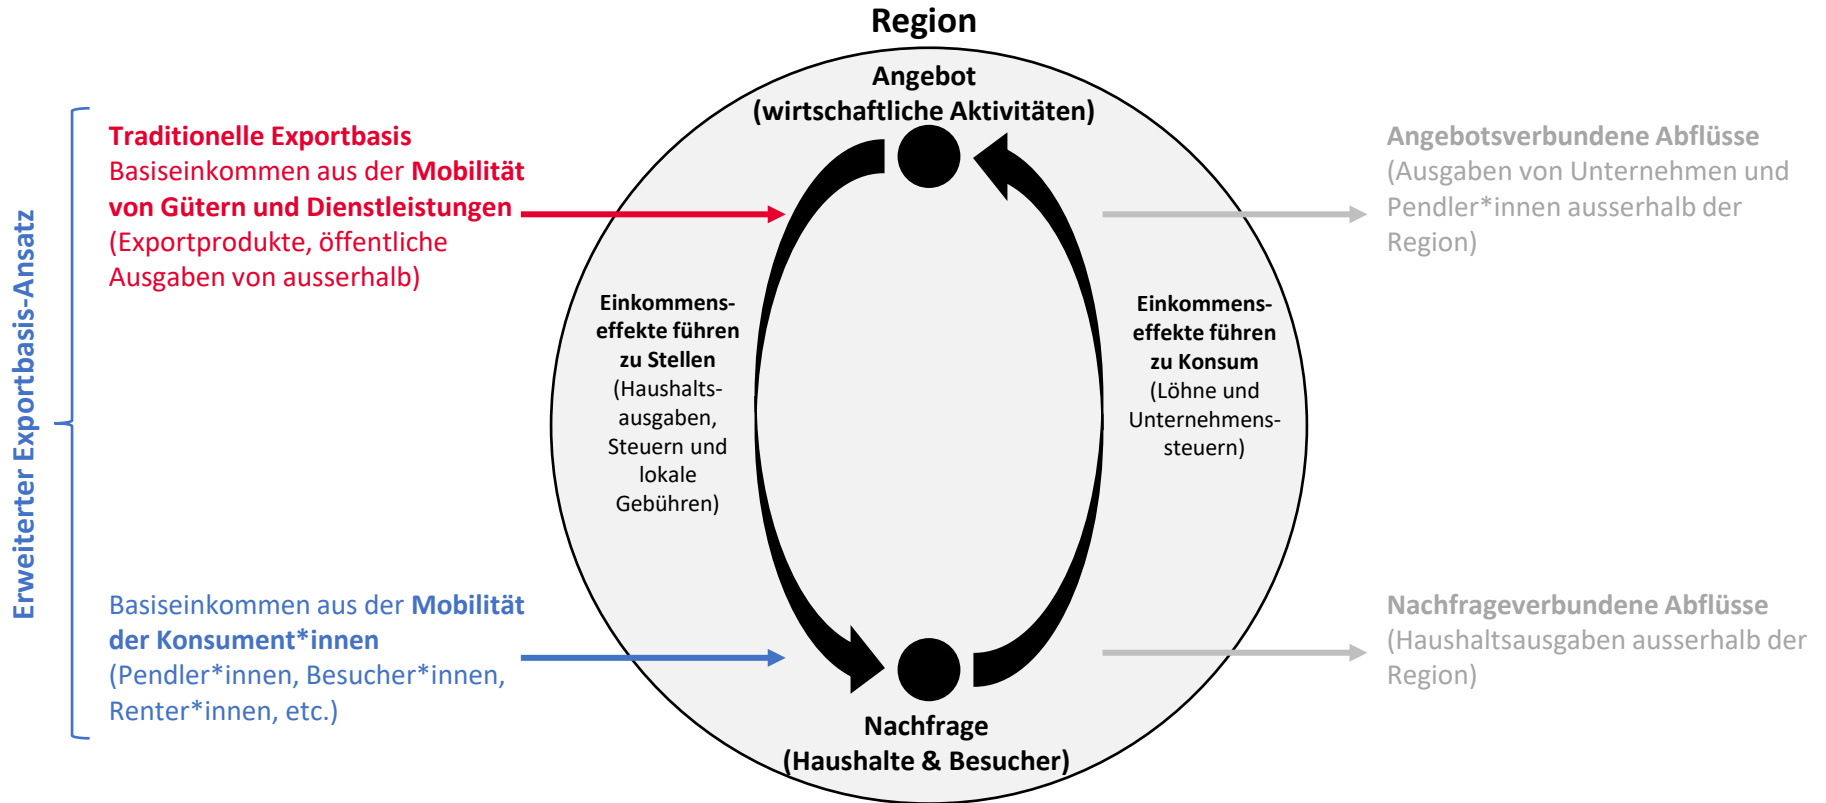 Region
Angebot
(wirtschaftliche Aktivitäten)
Erweiterter Exportbasis-Ansatz
Traditionelle Exportbasis
Basiseinkommen aus der Mobilität
von Gütern und Dienstleistungen
(Exportprodukte, öffentliche
Ausgaben von ausserhalb)
Basiseinkommen aus der Mobilität
der Konsument*innen
(Pendler*innen, Besucher*innen,
Renter*innen, etc.)
Einkommens-
effekte führen
zu Stellen
(Haushalts-
ausgaben,
Steuern und
lokale
Gebühren)
Einkommens-
effekte führen
zu Konsum
(Löhne und
Unternehmens-
steuern)
Nachfrage
(Haushalte & Besucher)
Angebotsverbundene Abflüsse
(Ausgaben von Unternehmen und
Pendler*innen ausserhalb der
Region)
Nachfrageverbundene Abflüsse
(Haushaltsausgaben ausserhalb der
Region)